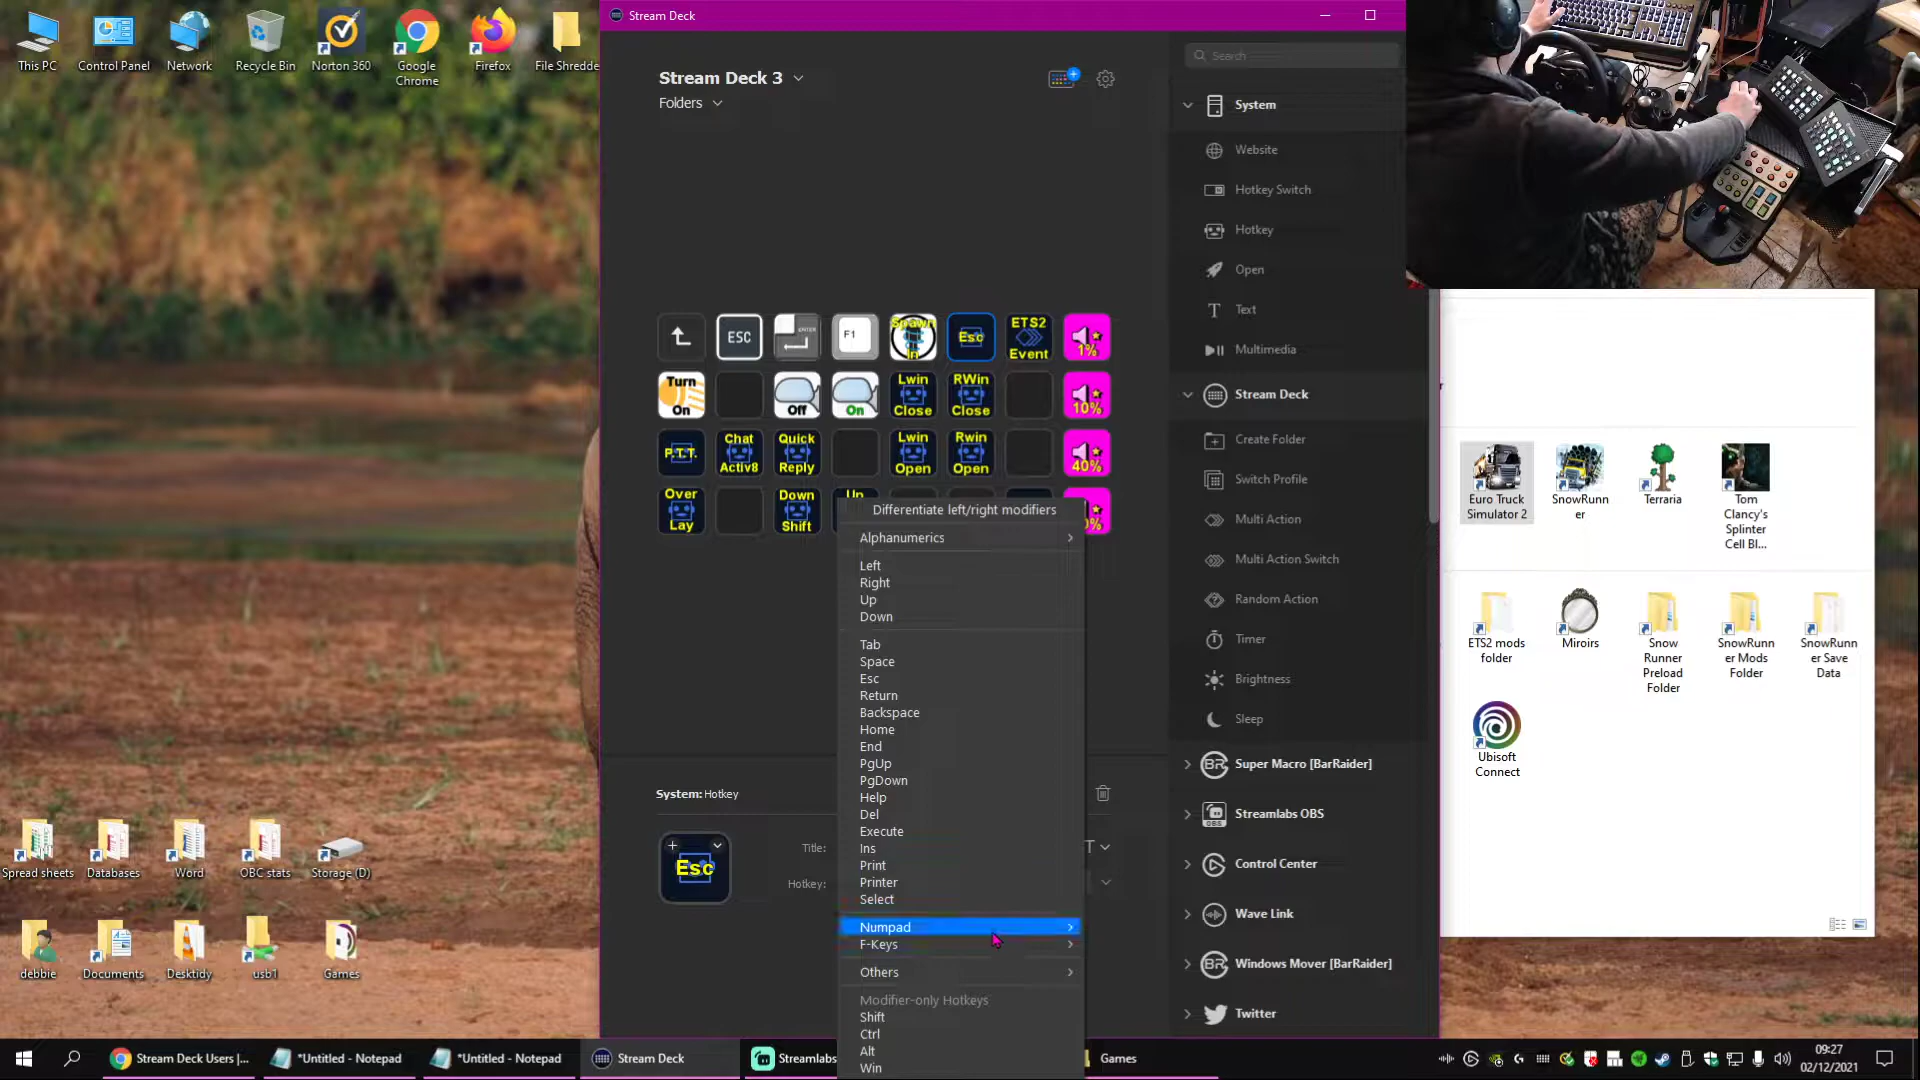 This PC
Control Panel
Network
Recycle Bin
Norton 360
Google
Chrome
Firefox
File Shredde
Stream Deck
Stream Deck 3
Folders
Search
System
Website
Hotkey Switch
Hotkey
Open
Text
Multimedia
Stream Deck
Create Folder
Switch Profile
Multi Action
Multi Action Switch
Random Action
Timer
Brightness
Sleep
Super Macro [BarRaider]
Streamlabs OBS
Control Center
Wave Link
Windows Mover [BarRaider]
Twitter
ESC
ENTER
F1
Spawn
In
Esc
ETS2
Event
1%
Turn
On
Off
On
Lwin
Close
RWin
Close
10%
P.T.T.
Chat
Activ8
Quick
Reply
Lwin
Open
Rwin
Open
40%
Over
Lay
Down
Shift
Up
Differentiate left/right modifiers
Alphanumerics
Left
Right
Up
Down
Tab
Space
Esc
Return
Backspace
Home
End
PgUp
PgDown
Help
Del
Execute
Ins
Print
Printer
Select
Numpad
F-Keys
Others
Modifier-only Hotkeys
Shift
Ctrl
Alt
Win
System: Hotkey
Esc
Title:
T
Hotkey:
Euro Truck
Simulator 2
SnowRunn
er
Terraria
Tom
Clancy's
Splinter
Cell Bl...
ETS2 mods
folder
Miroirs
Snow
Runner
Preload
Folder
SnowRunn
er Mods
Folder
SnowRunn
er Save
Data
Ubisoft
Connect
Spread sheets
Databases
Word
OBC stats
Storage (D)
debbie
Documents
Desktidy
usb1
Games
Stream Deck Users |...
*Untitled - Notepad
*Untitled - Notepad
Stream Deck
Streamlabs
Games
09:27
02/12/2021